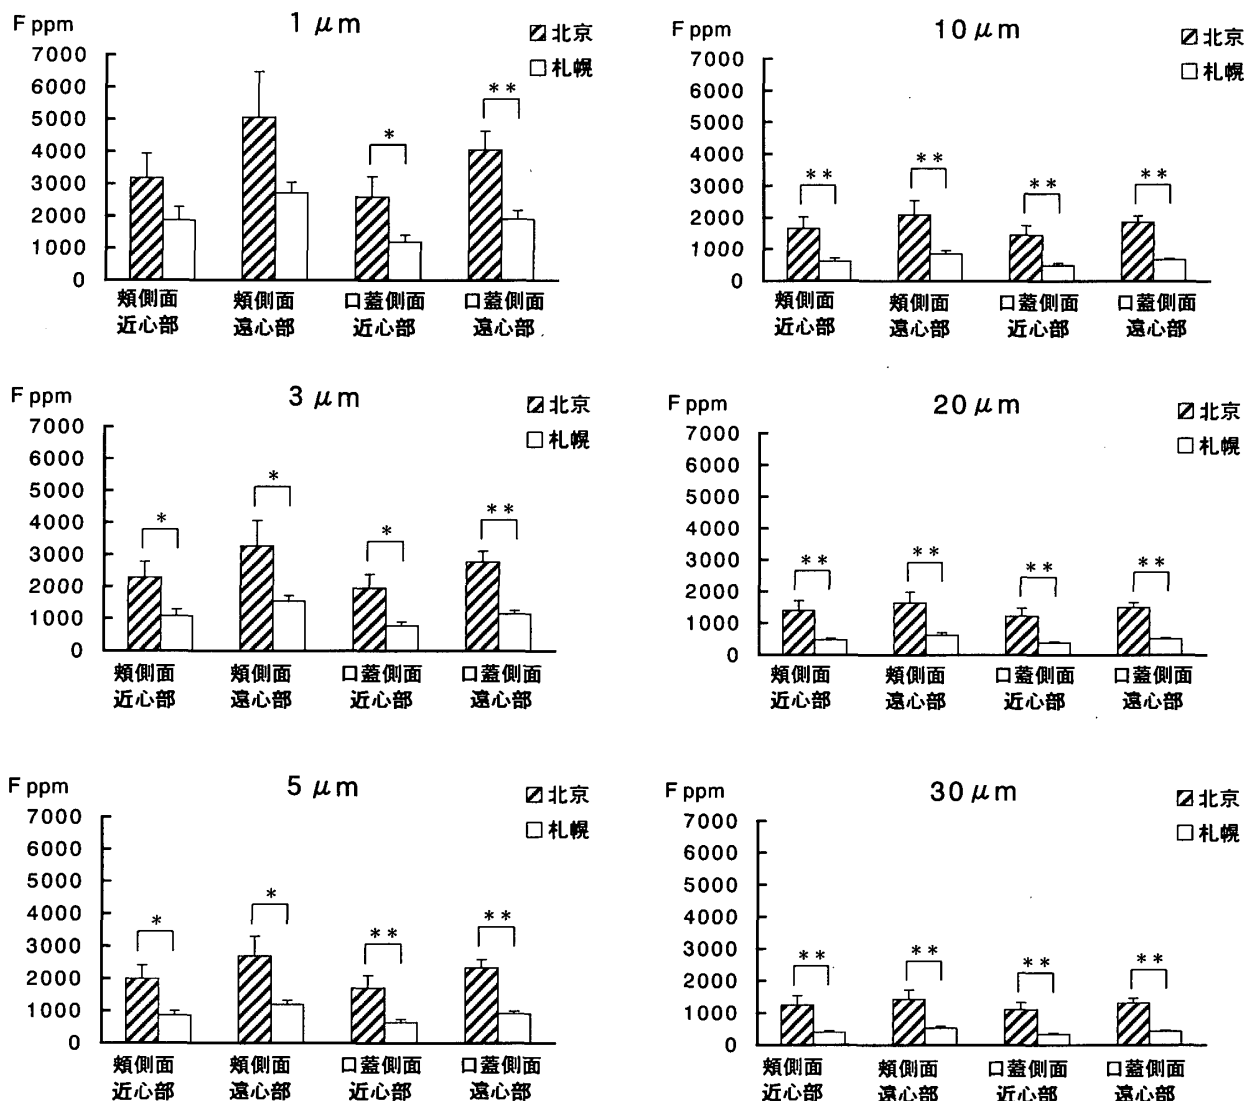 F ppm
1 μm
北京
札幌
7000
6000
5000
4000
3000
2000
1000
0
*
**
頬側面 頬側面 口蓋側面 口蓋側面
近心部 遠心部 近心部 遠心部
F ppm
10 μm
北京
札幌
7000
6000
5000
4000
3000
2000
1000
0
** ** ** **
頬側面 頬側面 口蓋側面 口蓋側面
近心部 遠心部 近心部 遠心部
F ppm
3 μm
北京
札幌
7000
6000
5000
4000
3000
2000
1000
0
* * * **
頬側面 頬側面 口蓋側面 口蓋側面
近心部 遠心部 近心部 遠心部
F ppm
20 μm
北京
札幌
7000
6000
5000
4000
3000
2000
1000
0
** ** ** **
頬側面 頬側面 口蓋側面 口蓋側面
近心部 遠心部 近心部 遠心部
F ppm
5 μm
北京
札幌
7000
6000
5000
4000
3000
2000
1000
0
* * ** **
頬側面 頬側面 口蓋側面 口蓋側面
近心部 遠心部 近心部 遠心部
F ppm
30 μm
北京
札幌
7000
6000
5000
4000
3000
2000
1000
0
** ** ** **
頬側面 頬側面 口蓋側面 口蓋側面
近心部 遠心部 近心部 遠心部